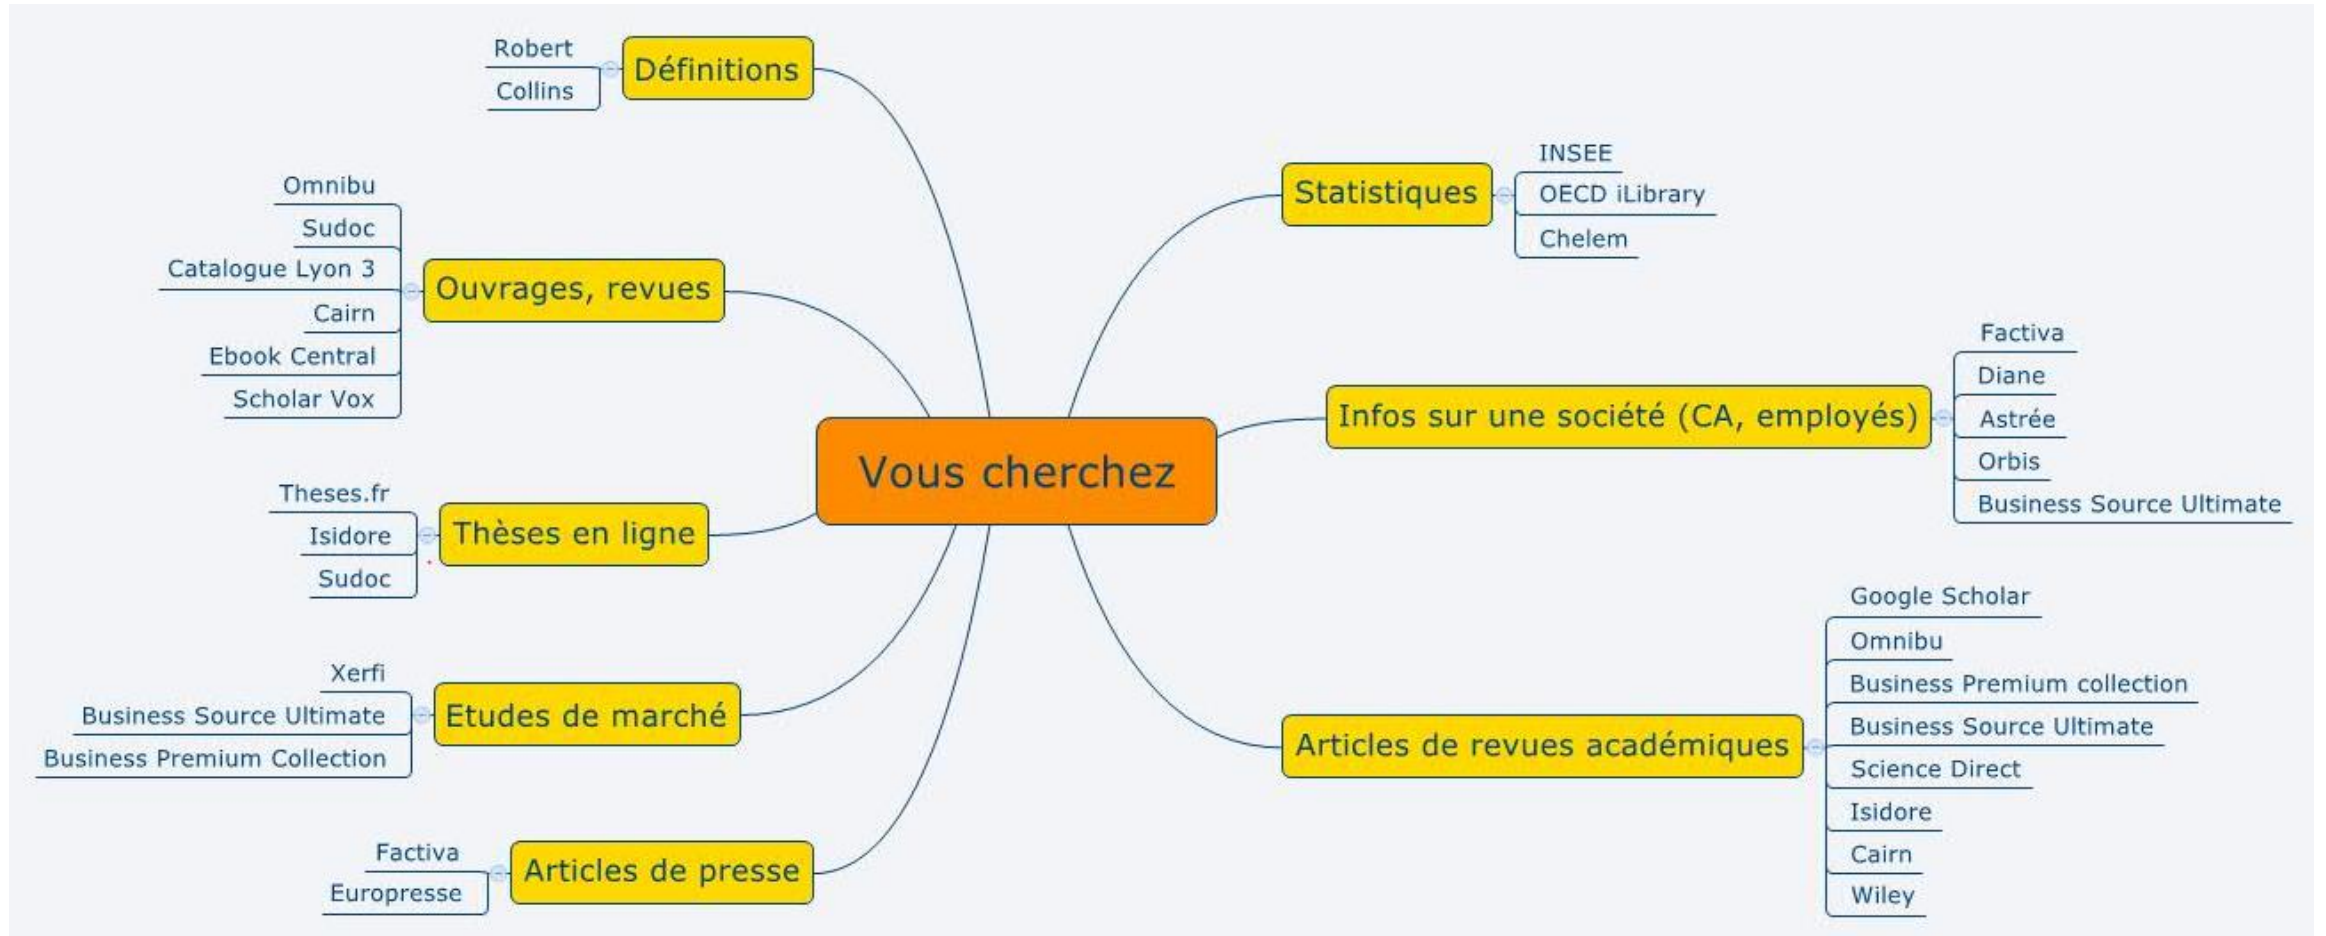 Vous cherchez
Définitions
Robert
Collins
Ouvrages, revues
Omnibu
Sudoc
Catalogue Lyon 3
Cairn
Ebook Central
Scholar Vox
Thèses en ligne
Theses.fr
Isidore
Sudoc
Etudes de marché
Xerfi
Business Source Ultimate
Business Premium Collection
Articles de presse
Factiva
Europresse
Statistiques
INSEE
OECD iLibrary
Chelem
Infos sur une société (CA, employés)
Factiva
Diane
Astrée
Orbis
Business Source Ultimate
Articles de revues académiques
Google Scholar
Omnibu
Business Premium collection
Business Source Ultimate
Science Direct
Isidore
Cairn
Wiley